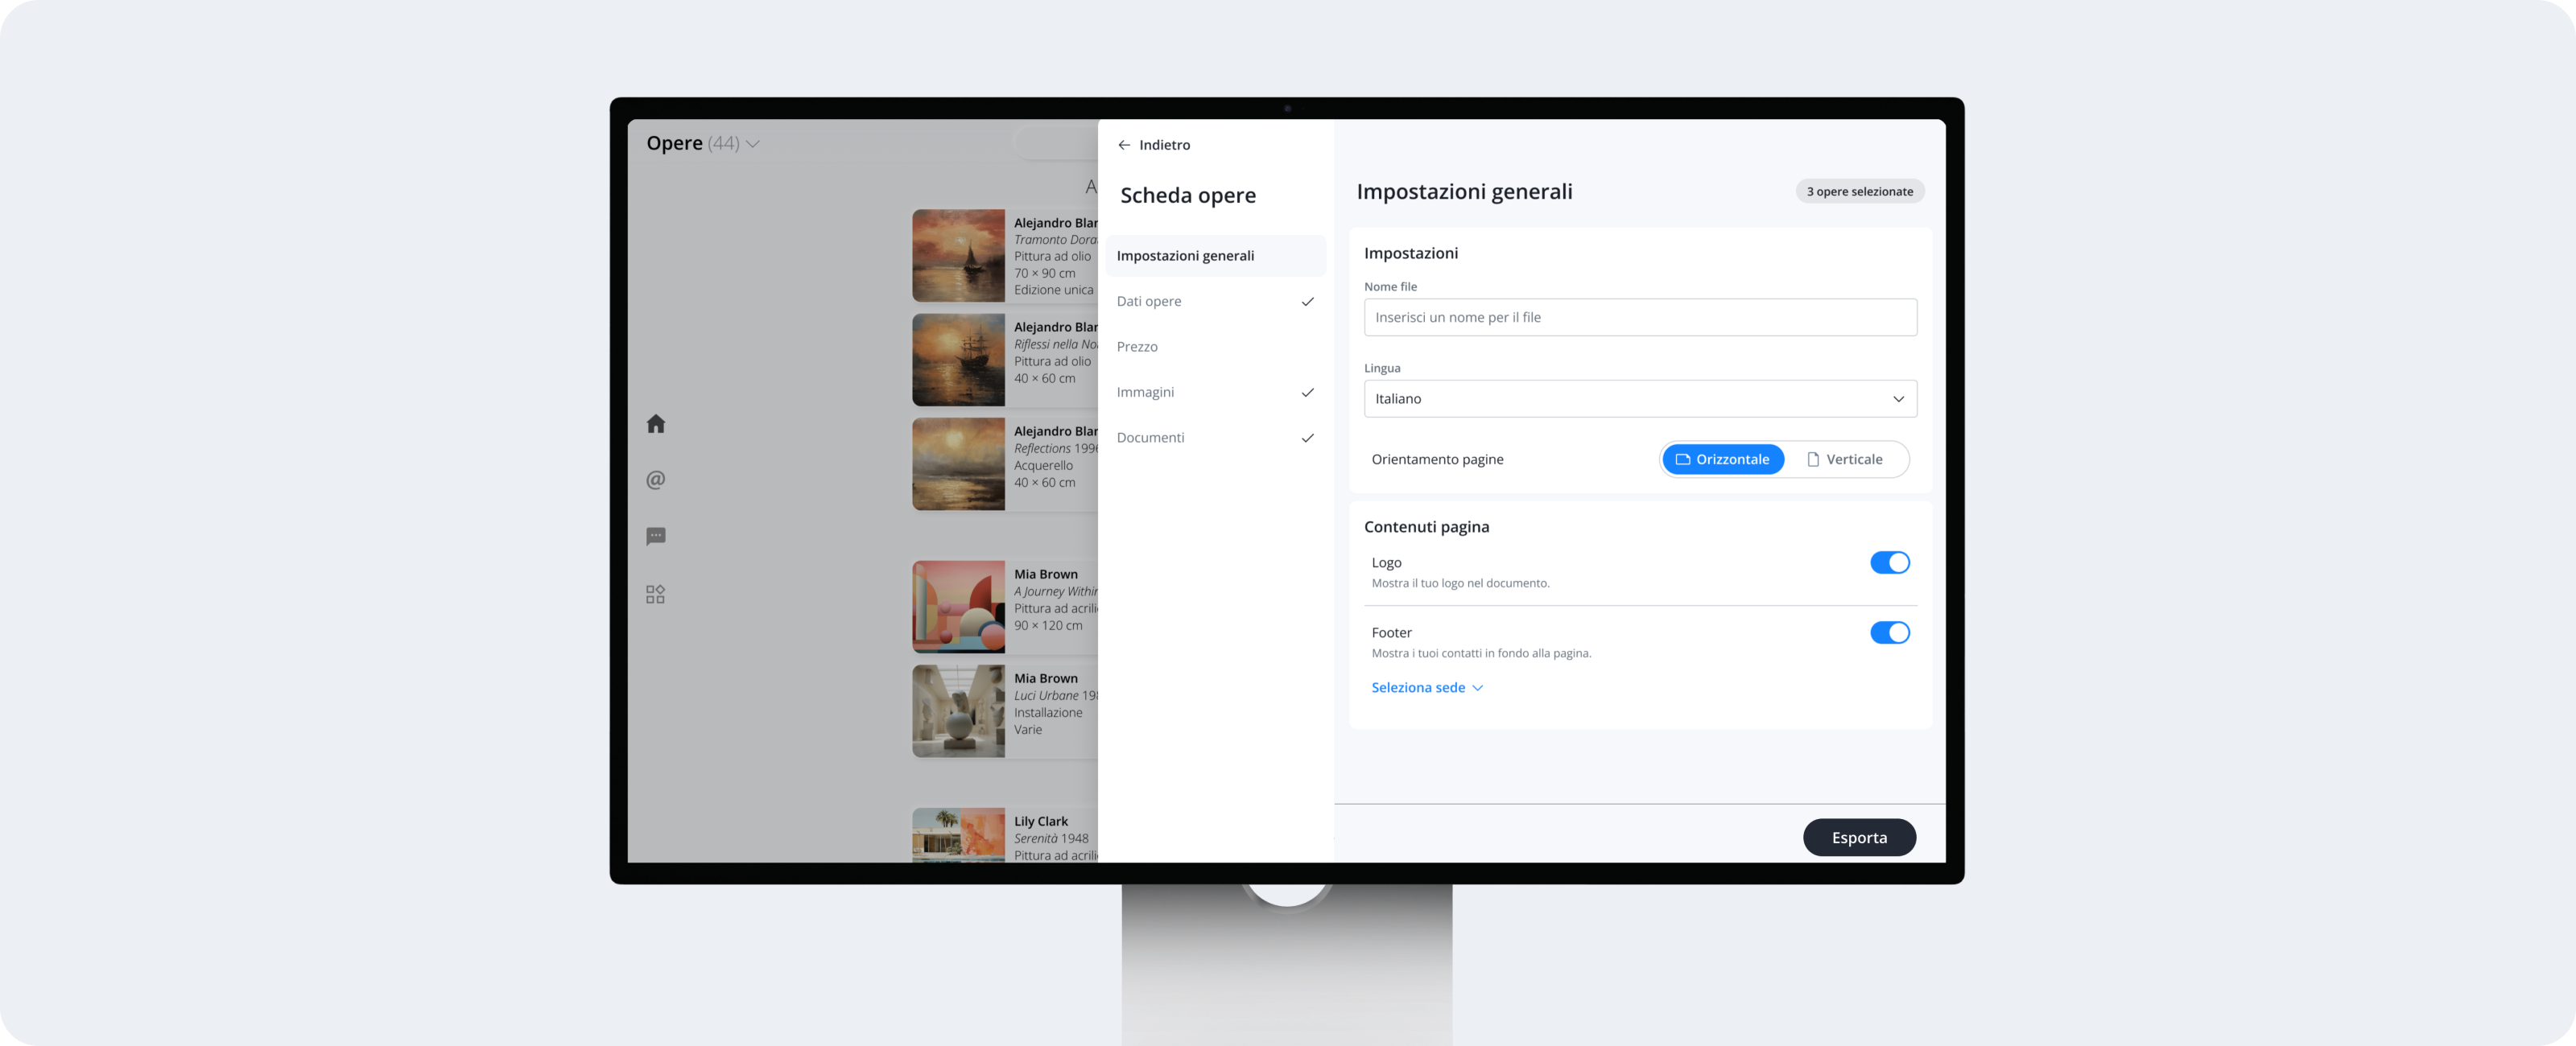 Opere (44)
A
Alejandro Blar
Tramonto Dora
Pittura ad olio
70 × 90 cm
Edizione unica
Alejandro Blar
Riflessi nella No
Pittura ad olio
40 × 60 cm
Alejandro Blar
Reflections 1996
Acquerello
40 × 60 cm
Mia Brown
A Journey Within
Pittura ad acrili
90 × 120 cm
Mia Brown
Luci Urbane 198
Installazione
Varie
Lily Clark
Serenità 1948
Pittura ad acrili
Indietro
Scheda opere
Impostazioni generali
Dati opere
Prezzo
Immagini
Documenti
Impostazioni generali
3 opere selezionate
Impostazioni
Nome file
Inserisci un nome per il file
Lingua
Italiano
Orientamento pagine
Orizzontale
Verticale
Contenuti pagina
Logo
Mostra il tuo logo nel documento.
Footer
Mostra i tuoi contatti in fondo alla pagina.
Seleziona sede
Esporta